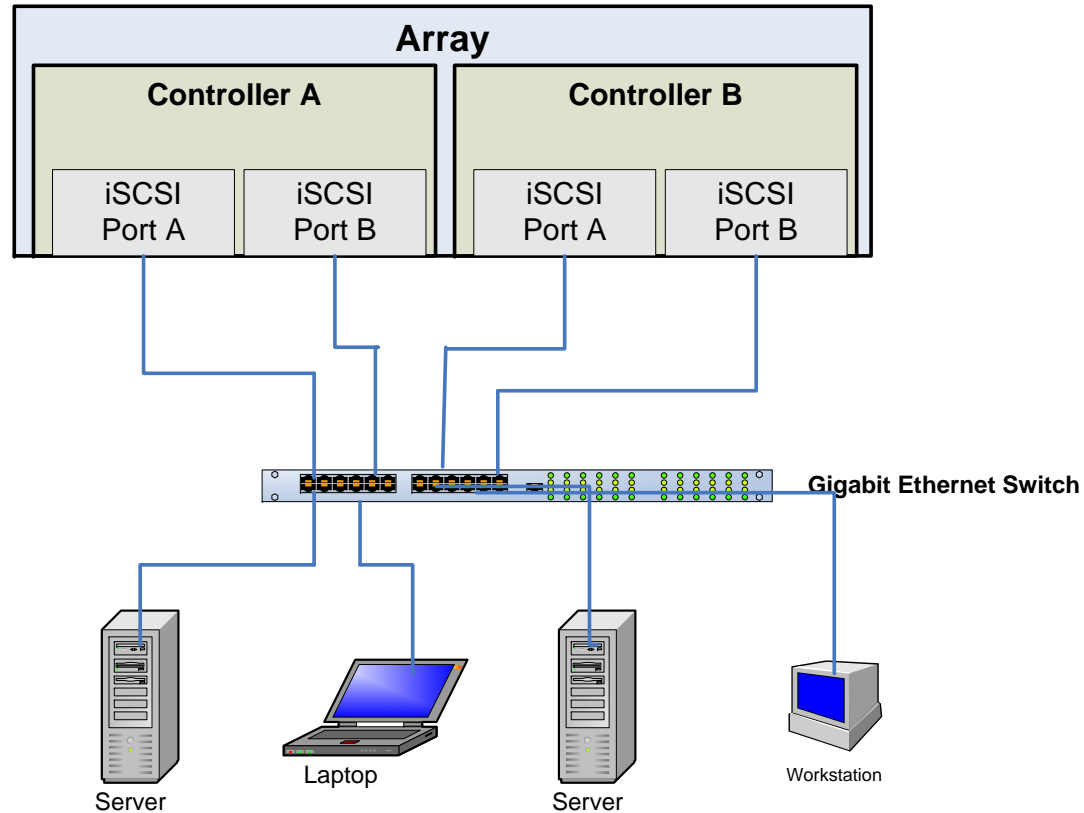 Array
Controller A
Controller B
iSCSI
Port A
iSCSI
Port B
iSCSI
Port A
iSCSI
Port B
Gigabit Ethernet Switch
Server
Laptop
Server
Workstation